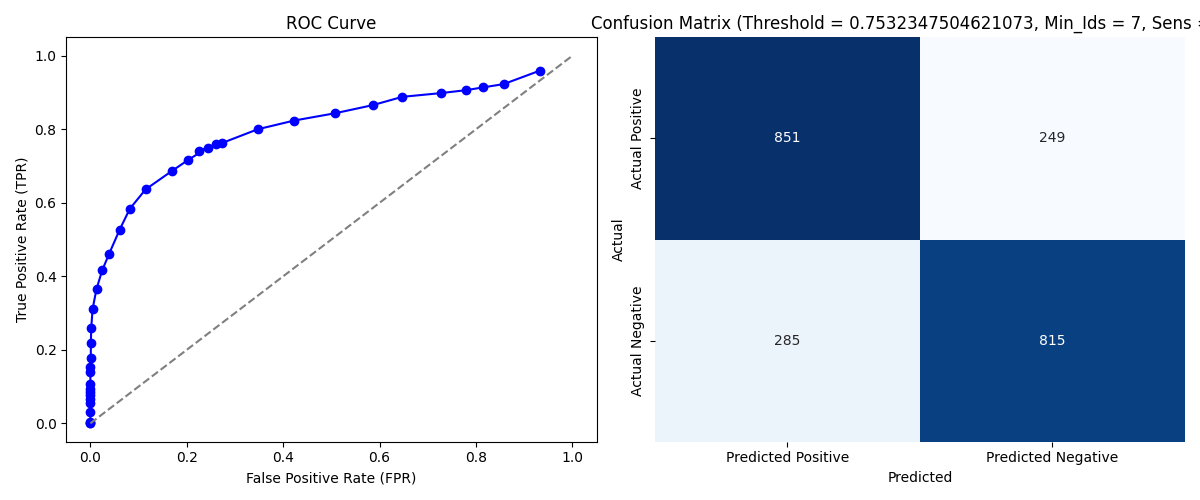 ROC Curve
1.0
0.8
0.6
0.4
0.2
0.0
True Positive Rate (TPR)
0.0 0.2 0.4 0.6 0.8 1.0
False Positive Rate (FPR)
Confusion Matrix (Threshold = 0.7532347504621073, Min_Ids = 7, Sens =
Actual Positive
Actual Negative
Actual
851 249
285 815
Predicted Positive Predicted Negative
Predicted